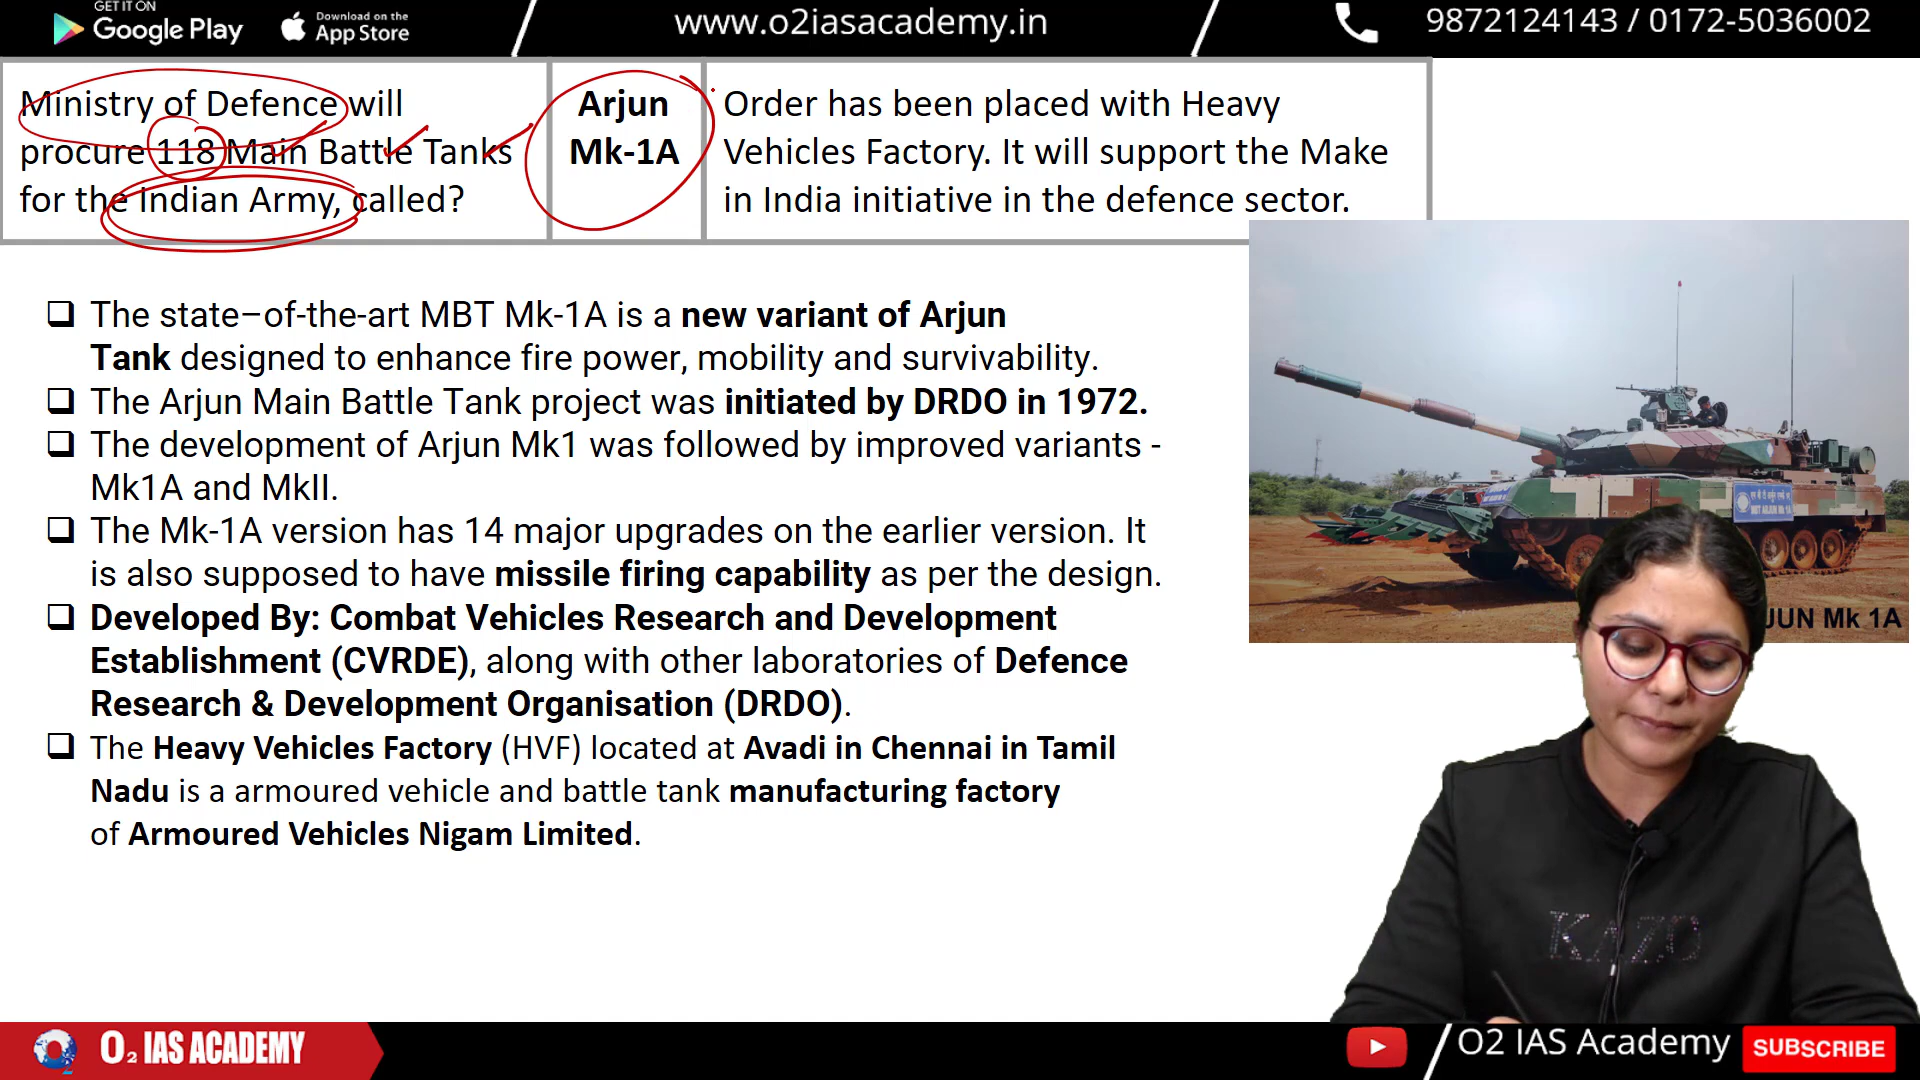 GET IT ON
Google Play
Download on the
App Store
www.o2iasacademy.in
9872124143 / 0172-5036002
Ministry of Defence will
procure 118 Main Battle Tanks
for the Indian Army, called?
Arjun
Mk-1A
Order has been placed with Heavy
Vehicles Factory. It will support the Make
in India initiative in the defence sector.
❑ The state–of-the-art MBT Mk-1A is a new variant of Arjun
Tank designed to enhance fire power, mobility and survivability.
❑ The Arjun Main Battle Tank project was initiated by DRDO in 1972.
❑ The development of Arjun Mk1 was followed by improved variants -
Mk1A and MkII.
❑ The Mk-1A version has 14 major upgrades on the earlier version. It
is also supposed to have missile firing capability as per the design.
❑ Developed By: Combat Vehicles Research and Development
Establishment (CVRDE), along with other laboratories of Defence
Research & Development Organisation (DRDO).
❑ The Heavy Vehicles Factory (HVF) located at Avadi in Chennai in Tamil
Nadu is a armoured vehicle and battle tank manufacturing factory
of Armoured Vehicles Nigam Limited.
MBT ARJUN Mk 1A
JUN Mk 1A
KAZO
O2 IAS ACADEMY
O2 IAS Academy
SUBSCRIBE